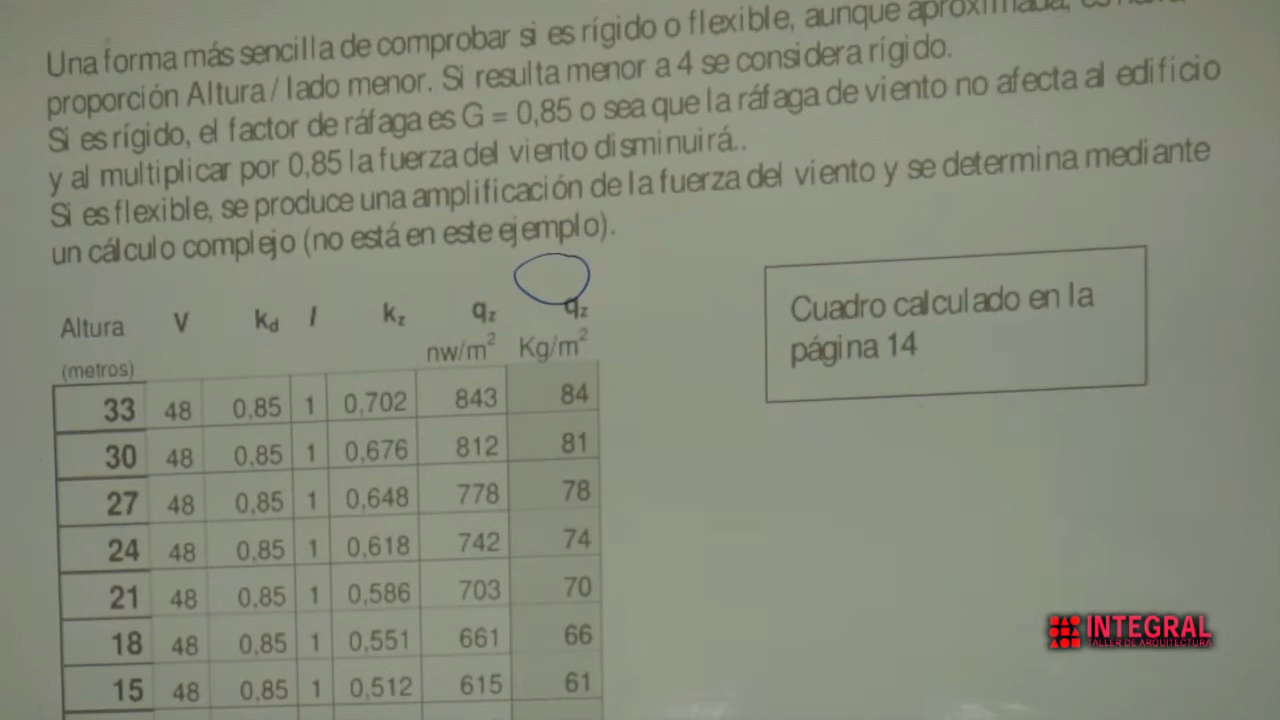 Una forma más sencilla de comprobar si es rígido o flexible, aunque aproximada,
proporción Altura / lado menor. Si resulta menor a 4 se considera rígido.
Si es rígido, el factor de ráfaga es G = 0,85 o sea que la ráfaga de viento no afecta al edificio
y al multiplicar por 0,85 la fuerza del viento disminuirá..
Si es flexible, se produce una amplificación de la fuerza del viento y se determina mediante
un cálculo complejo (no está en este ejemplo).
Altura V kd I kz qz qz
(metros) nw/m² Kg/m²
33 48 0,85 1 0,702 843 84
30 48 0,85 1 0,676 812 81
27 48 0,85 1 0,648 778 78
24 48 0,85 1 0,618 742 74
21 48 0,85 1 0,586 703 70
18 48 0,85 1 0,551 661 66
15 48 0,85 1 0,512 615 61
Cuadro calculado en la
página 14
INTEGRAL
TALLER DE ARQUITECTURA